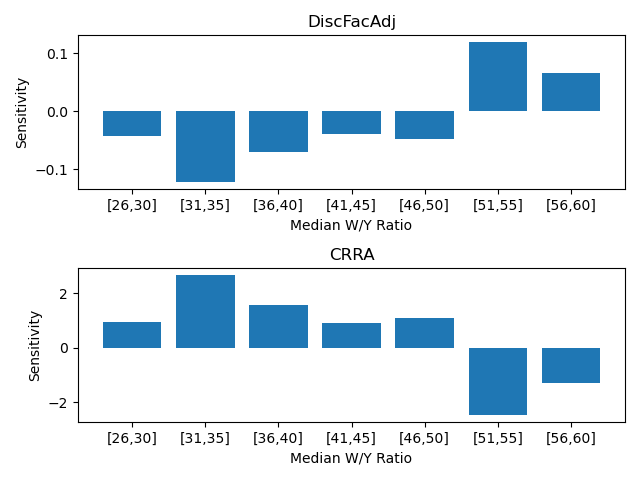 DiscFacAdj
Sensitivity
0.1
0.0
−0.1
[26,30] [31,35] [36,40] [41,45] [46,50] [51,55] [56,60]
Median W/Y Ratio
CRRA
Sensitivity
2
0
−2
[26,30] [31,35] [36,40] [41,45] [46,50] [51,55] [56,60]
Median W/Y Ratio